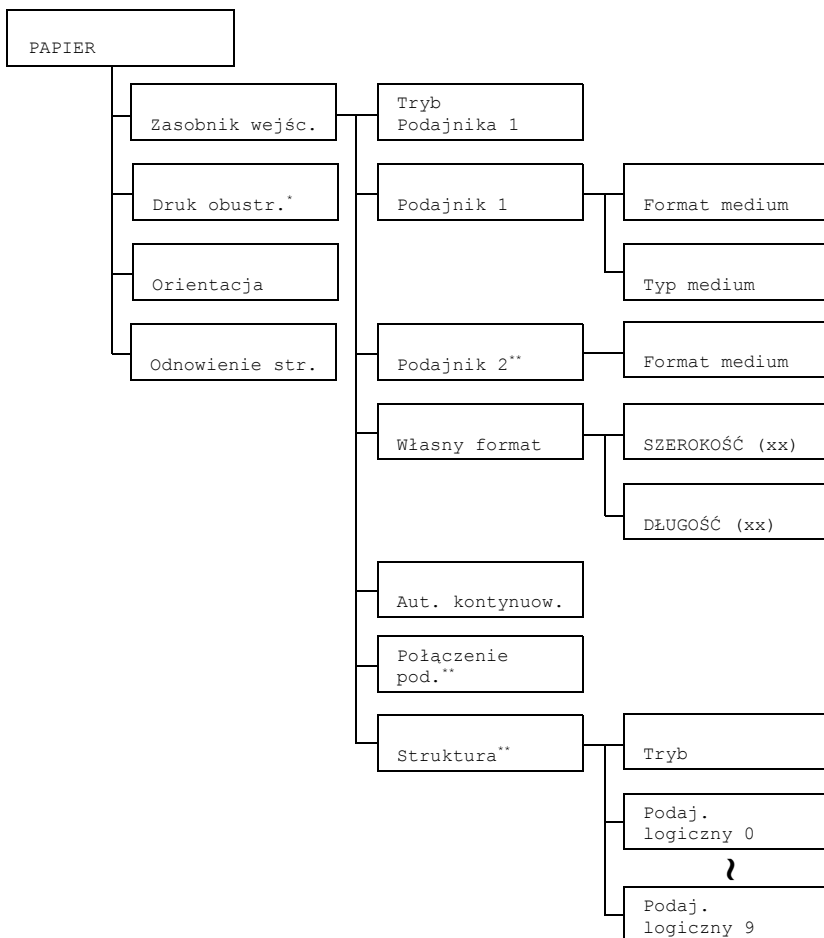 PAPIER
Zasobnik wejśc.
Druk obustr.*
Orientacja
Odnowienie str.
Tryb
Podajnika 1
Podajnik 1
Format medium
Typ medium
Podajnik 2**
Format medium
Własny format
SZEROKOŚĆ (xx)
DŁUGOŚĆ (xx)
Aut. kontynuow.
Połączenie
pod.**
Struktura**
Tryb
Podaj.
logiczny 0
~
Podaj.
logiczny 9